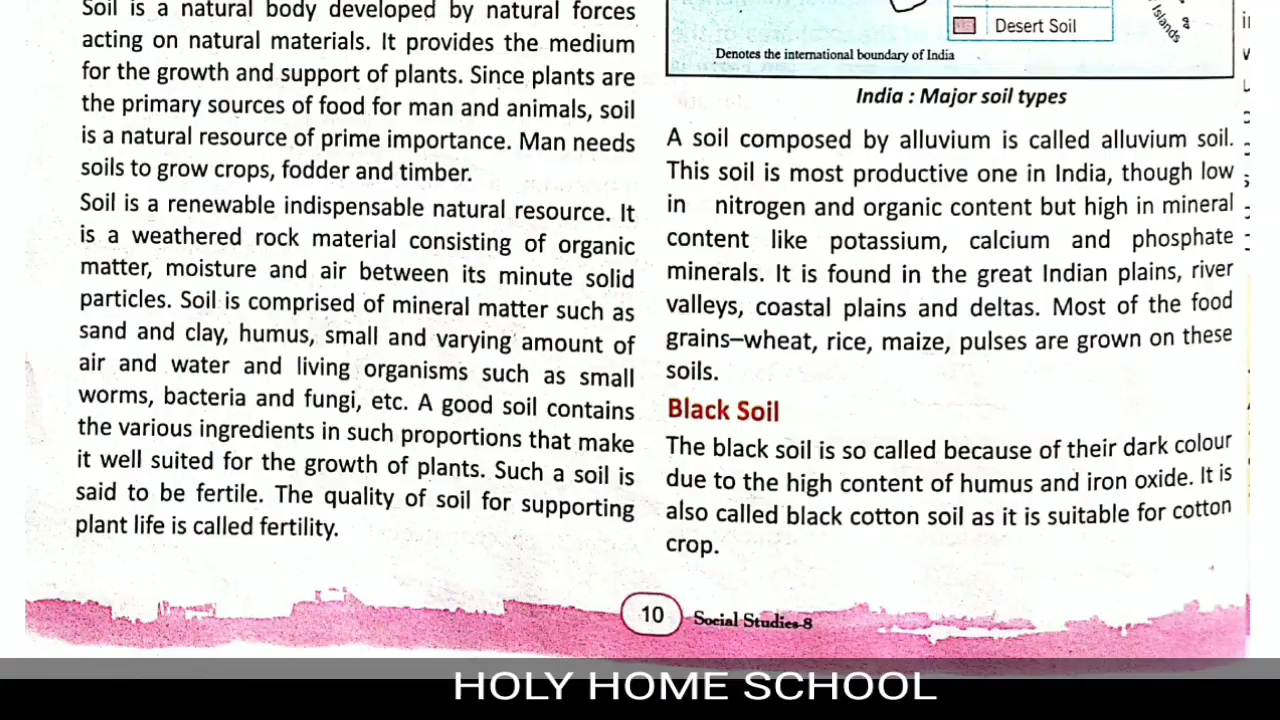 Soil is a natural body developed by natural forces
acting on natural materials. It provides the medium
for the growth and support of plants. Since plants are
the primary sources of food for man and animals, soil
is a natural resource of prime importance. Man needs
soils to grow crops, fodder and timber.
Soil is a renewable indispensable natural resource. It
is a weathered rock material consisting of organic
matter, moisture and air between its minute solid
particles. Soil is comprised of mineral matter such as
sand and clay, humus, small and varying amount of
air and water and living organisms such as small
worms, bacteria and fungi, etc. A good soil contains
the various ingredients in such proportions that make
it well suited for the growth of plants. Such a soil is
said to be fertile. The quality of soil for supporting
plant life is called fertility.
Desert Soil
Islands
Denotes the international boundary of India
India : Major soil types
A soil composed by alluvium is called alluvium soil.
This soil is most productive one in India, though low
in nitrogen and organic content but high in mineral
content like potassium, calcium and phosphate
minerals. It is found in the great Indian plains, river
valleys, coastal plains and deltas. Most of the food
grains–wheat, rice, maize, pulses are grown on these
soils.
Black Soil
The black soil is so called because of their dark colour
due to the high content of humus and iron oxide. It is
also called black cotton soil as it is suitable for cotton
crop.
10 Social Studies-8
HOLY HOME SCHOOL